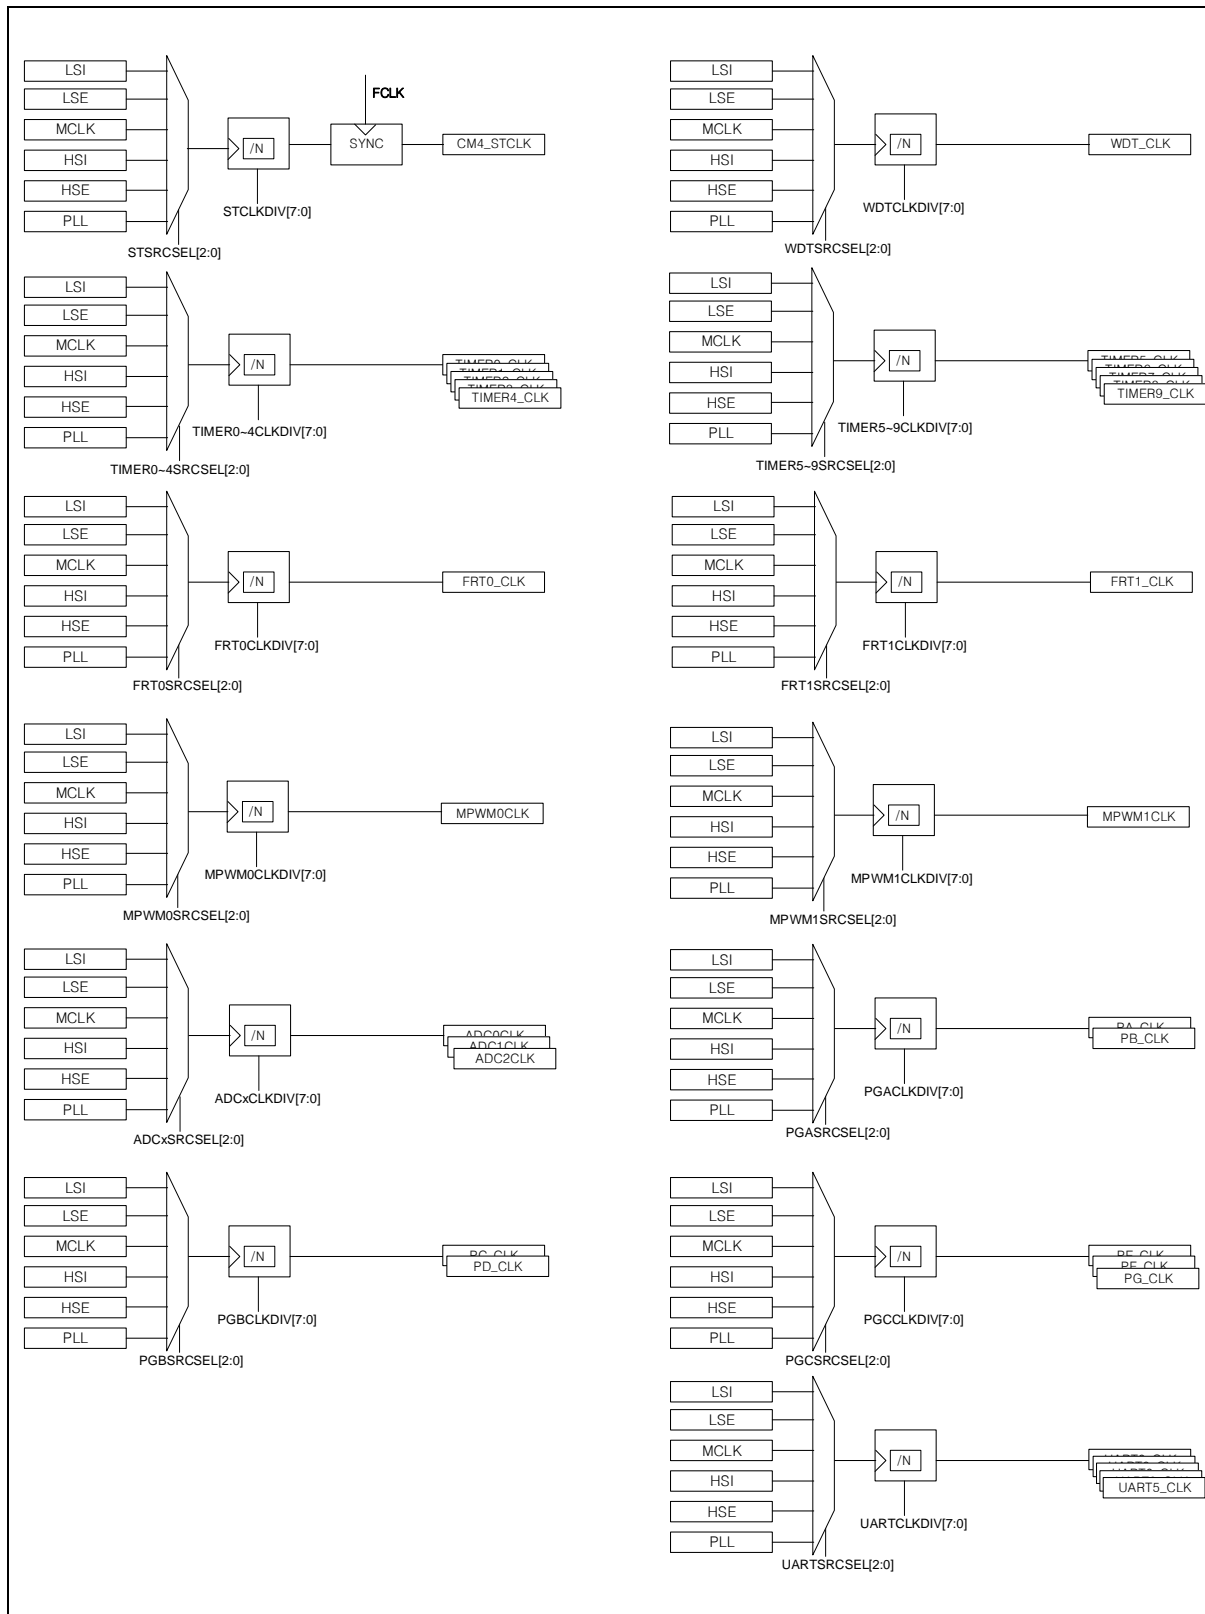 LSI
LSE
MCLK
HSI
HSE
PLL
FCLK
/N
SYNC
CM4_STCLK
STCLKDIV[7:0]
STSRCSEL[2:0]
LSI
LSE
MCLK
HSI
HSE
PLL
/N
WDT_CLK
WDTCLKDIV[7:0]
WDTSRCSEL[2:0]
LSI
LSE
MCLK
HSI
HSE
PLL
/N
TIMER4_CLK
TIMER0~4CLKDIV[7:0]
TIMER0~4SRCSEL[2:0]
LSI
LSE
MCLK
HSI
HSE
PLL
/N
TIMER9_CLK
TIMER5~9CLKDIV[7:0]
TIMER5~9SRCSEL[2:0]
LSI
LSE
MCLK
HSI
HSE
PLL
/N
FRT0_CLK
FRT0CLKDIV[7:0]
FRT0SRCSEL[2:0]
LSI
LSE
MCLK
HSI
HSE
PLL
/N
FRT1_CLK
FRT1CLKDIV[7:0]
FRT1SRCSEL[2:0]
LSI
LSE
MCLK
HSI
HSE
PLL
/N
MPWM0CLK
MPWM0CLKDIV[7:0]
MPWM0SRCSEL[2:0]
LSI
LSE
MCLK
HSI
HSE
PLL
/N
MPWM1CLK
MPWM1CLKDIV[7:0]
MPWM1SRCSEL[2:0]
LSI
LSE
MCLK
HSI
HSE
PLL
/N
ADC0CLK
ADC1CLK
ADC2CLK
ADCxCLKDIV[7:0]
ADCxSRCSEL[2:0]
LSI
LSE
MCLK
HSI
HSE
PLL
/N
PA_CLK
PB_CLK
PGACLKDIV[7:0]
PGASRCSEL[2:0]
LSI
LSE
MCLK
HSI
HSE
PLL
/N
PC_CLK
PD_CLK
PGBCLKDIV[7:0]
PGBSRCSEL[2:0]
LSI
LSE
MCLK
HSI
HSE
PLL
/N
PG_CLK
PGCCLKDIV[7:0]
PGCSRCSEL[2:0]
LSI
LSE
MCLK
HSI
HSE
PLL
/N
UART5_CLK
UARTCLKDIV[7:0]
UARTSRCSEL[2:0]